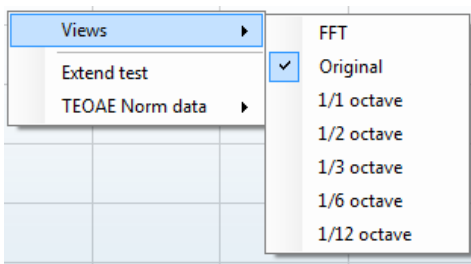 Views
Extend test
TEOAE Norm data
FFT
Original
1/1 octave
1/2 octave
1/3 octave
1/6 octave
1/12 octave